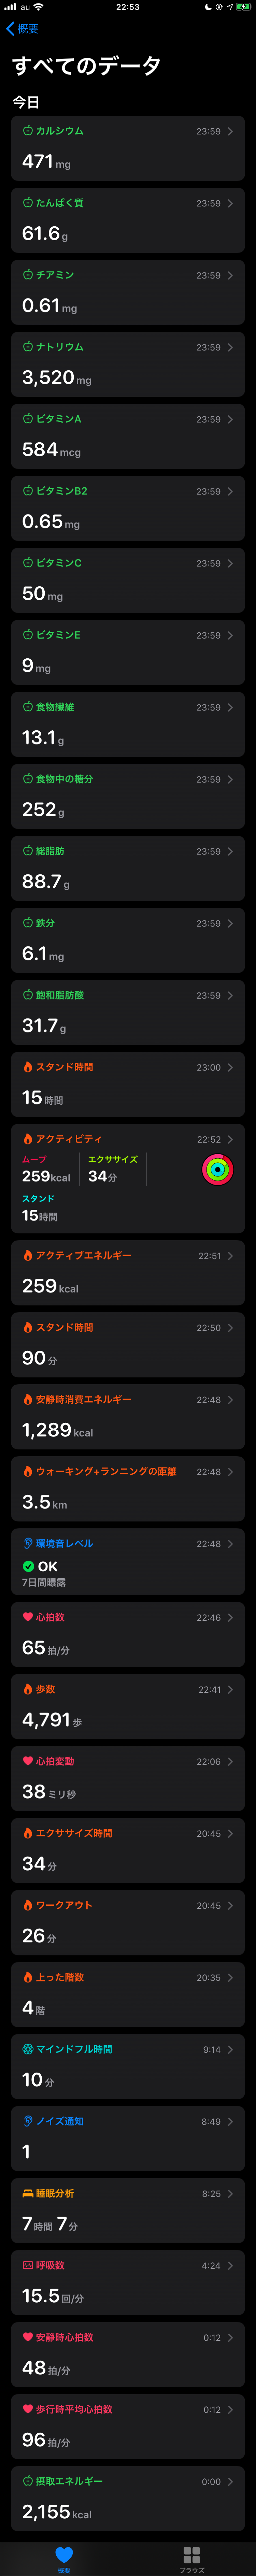 au 22:53
概要
すべてのデータ
今日
カルシウム 23:59
471 mg
たんぱく質 23:59
61.6 g
チアミン 23:59
0.61 mg
ナトリウム 23:59
3,520 mg
ビタミンA 23:59
584 mcg
ビタミンB2 23:59
0.65 mg
ビタミンC 23:59
50 mg
ビタミンE 23:59
9 mg
食物繊維 23:59
13.1 g
食物中の糖分 23:59
252 g
総脂肪 23:59
88.7 g
鉄分 23:59
6.1 mg
飽和脂肪酸 23:59
31.7 g
スタンド時間 23:00
15 時間
アクティビティ 22:52
ムーブ エクササイズ
259kcal 34分
スタンド
15時間
アクティブエネルギー 22:51
259 kcal
スタンド時間 22:50
90 分
安静時消費エネルギー 22:48
1,289 kcal
ウォーキング+ランニングの距離 22:48
3.5 km
環境音レベル 22:48
OK
7日間曝露
心拍数 22:46
65 拍/分
歩数 22:41
4,791 歩
心拍変動 22:06
38 ミリ秒
エクササイズ時間 20:45
34 分
ワークアウト 20:45
26 分
上った階数 20:35
4 階
マインドフル時間 9:14
10 分
ノイズ通知 8:49
1
睡眠分析 8:25
7 時間 7 分
呼吸数 4:24
15.5 回/分
安静時心拍数 0:12
48 拍/分
歩行時平均心拍数 0:12
96 拍/分
摂取エネルギー 0:00
2,155 kcal
概要 ブラウズ